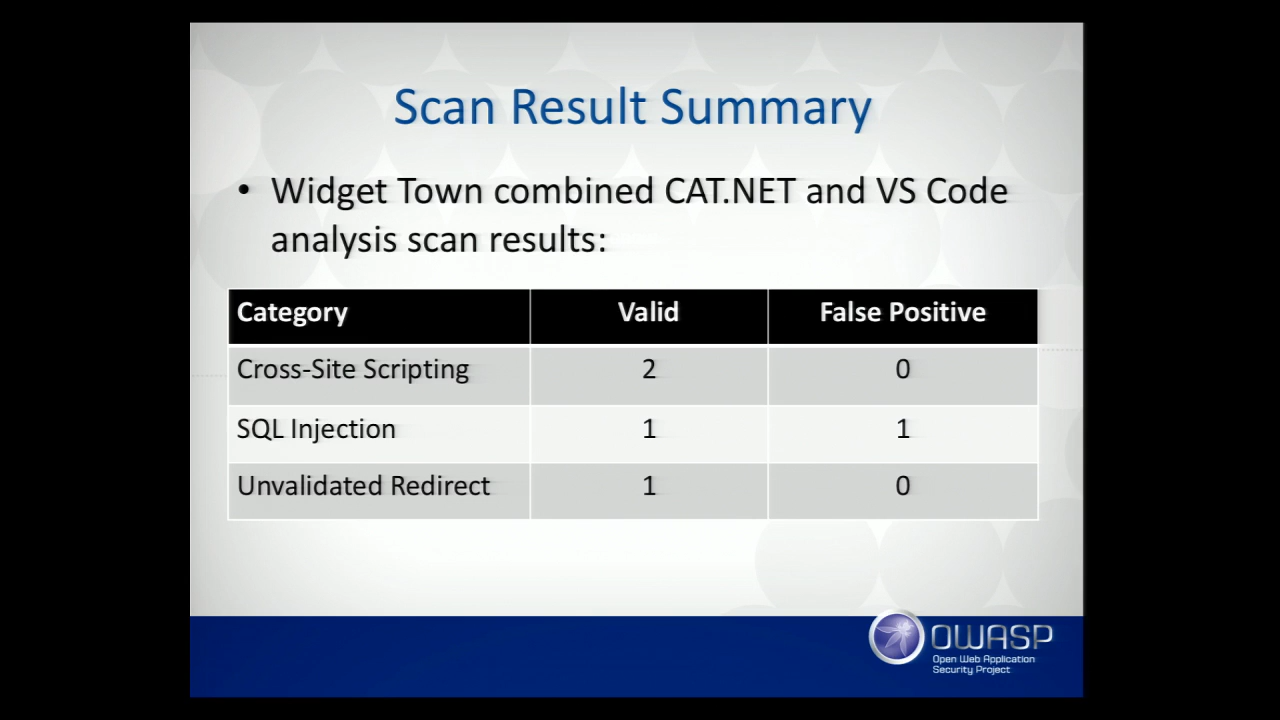 Scan Result Summary
• Widget Town combined CAT.NET and VS Code
analysis scan results:
Category Valid False Positive
Cross-Site Scripting 2 0
SQL Injection 1 1
Unvalidated Redirect 1 0
OWASP
Open Web Application
Security Project